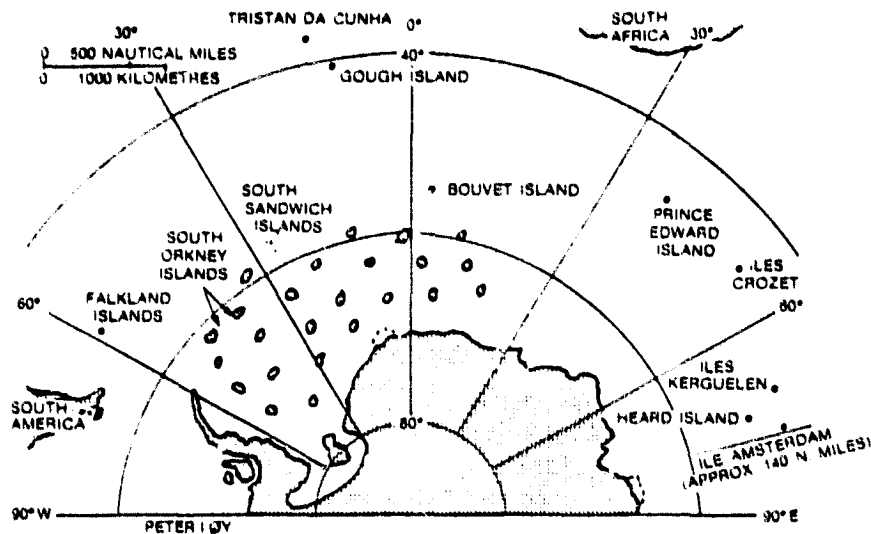 TRISTAN DA CUNHA
0°
SOUTH
AFRICA
30°
30°
0 500 NAUTICAL MILES
0 1000 KILOMETRES
40°
GOUGH ISLAND
SOUTH
SANDWICH
ISLANDS
BOUVET ISLAND
PRINCE
EDWARD
ISLAND
SOUTH
ORKNEY
ISLANDS
ILES
CROZET
60°
FALKLAND
ISLANDS
60°
ILES
KERGUELEN
SOUTH
AMERICA
80°
HEARD ISLAND
ILE AMSTERDAM
(APPROX 140 N MILES)
90° W
PETER I ØY
90° E